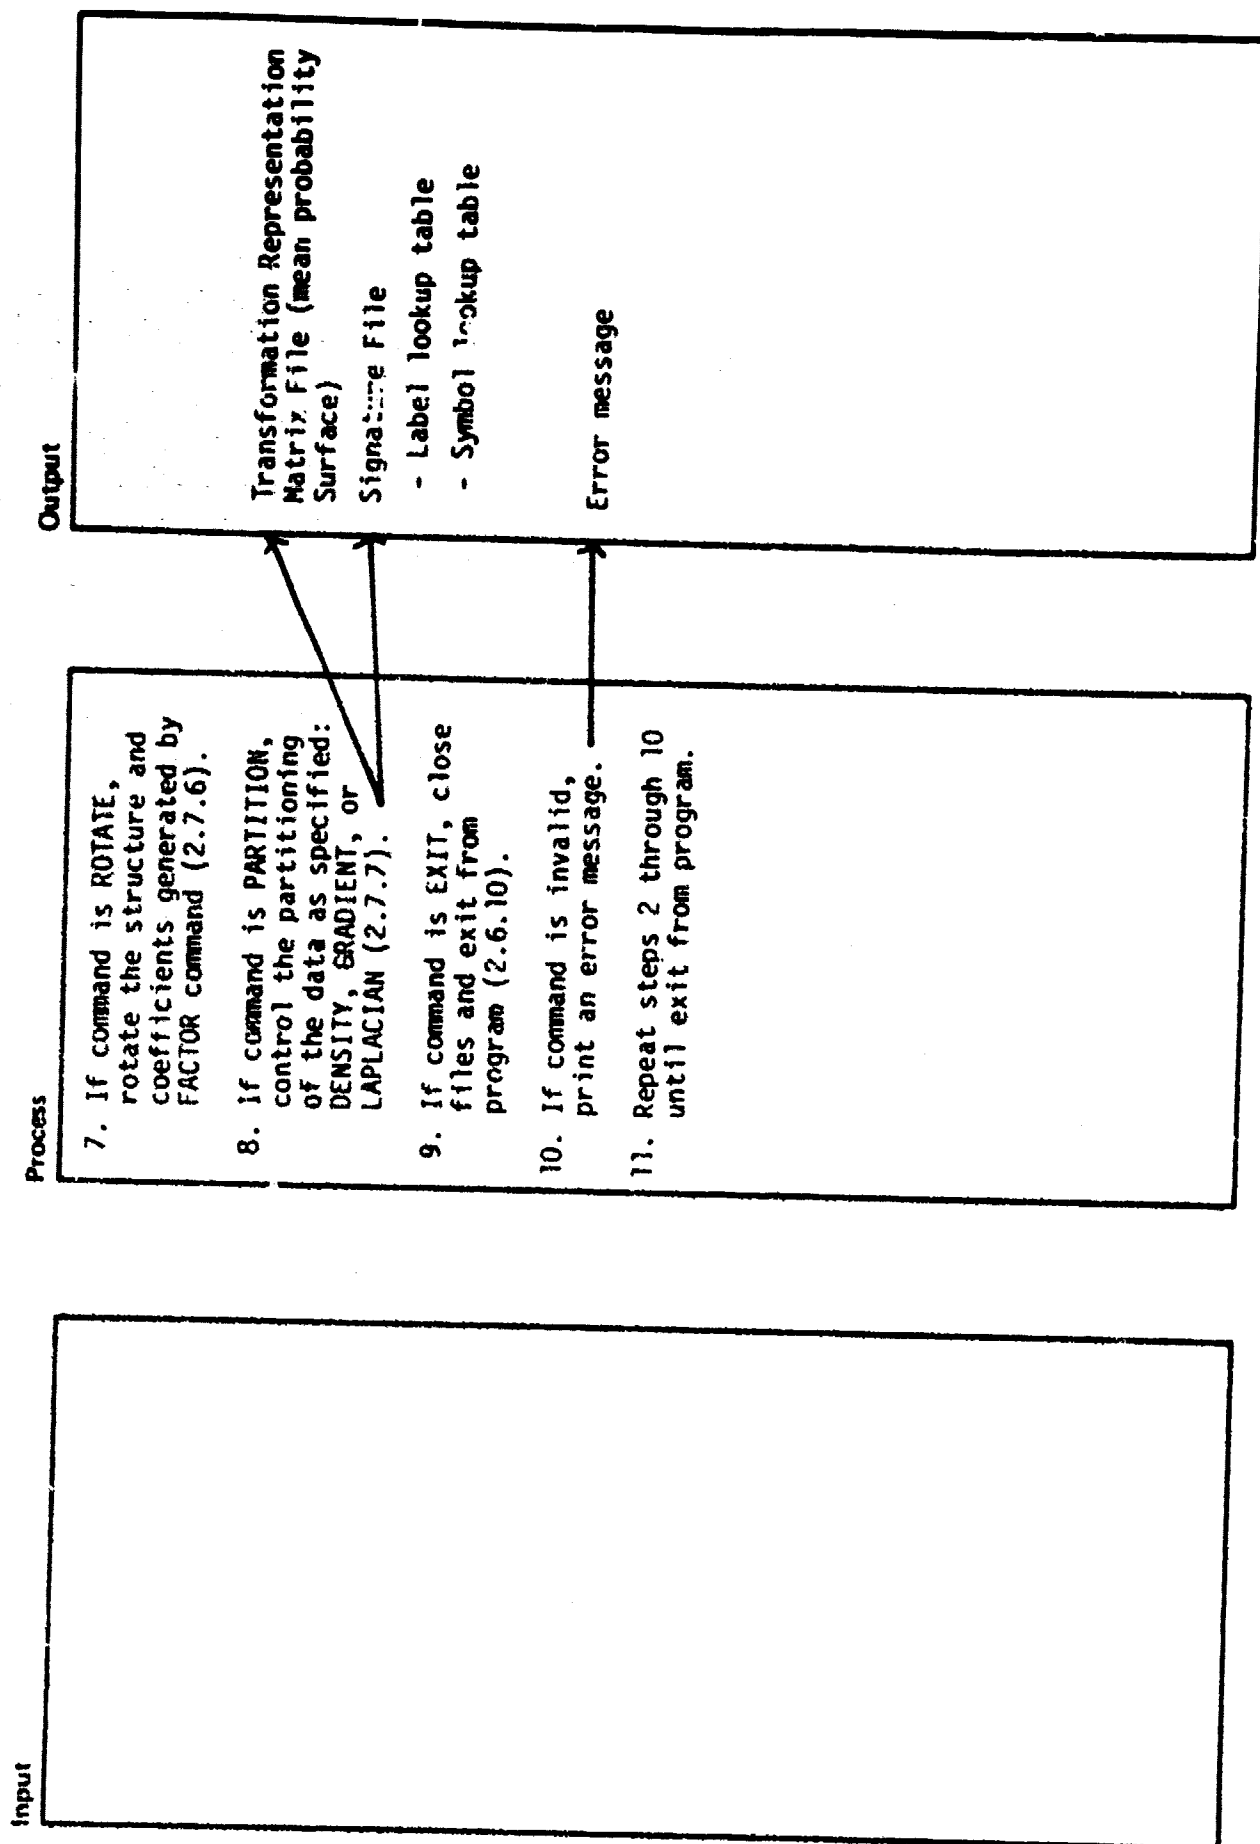 Input
Process
7. If command is ROTATE,
rotate the structure and
coefficients generated by
FACTOR command (2.7.6).
8. If command is PARTITION,
control the partitioning
of the data as specified:
DENSITY, GRADIENT, or
LAPLACIAN (2.7.7).
9. If command is EXIT, close
files and exit from
program (2.6.10).
10. If command is invalid,
print an error message.
11. Repeat steps 2 through 10
until exit from program.
Output
Transformation Representation
Matrix File (mean probability
Surface)
Signature File
- Label lookup table
- Symbol lookup table
Error message